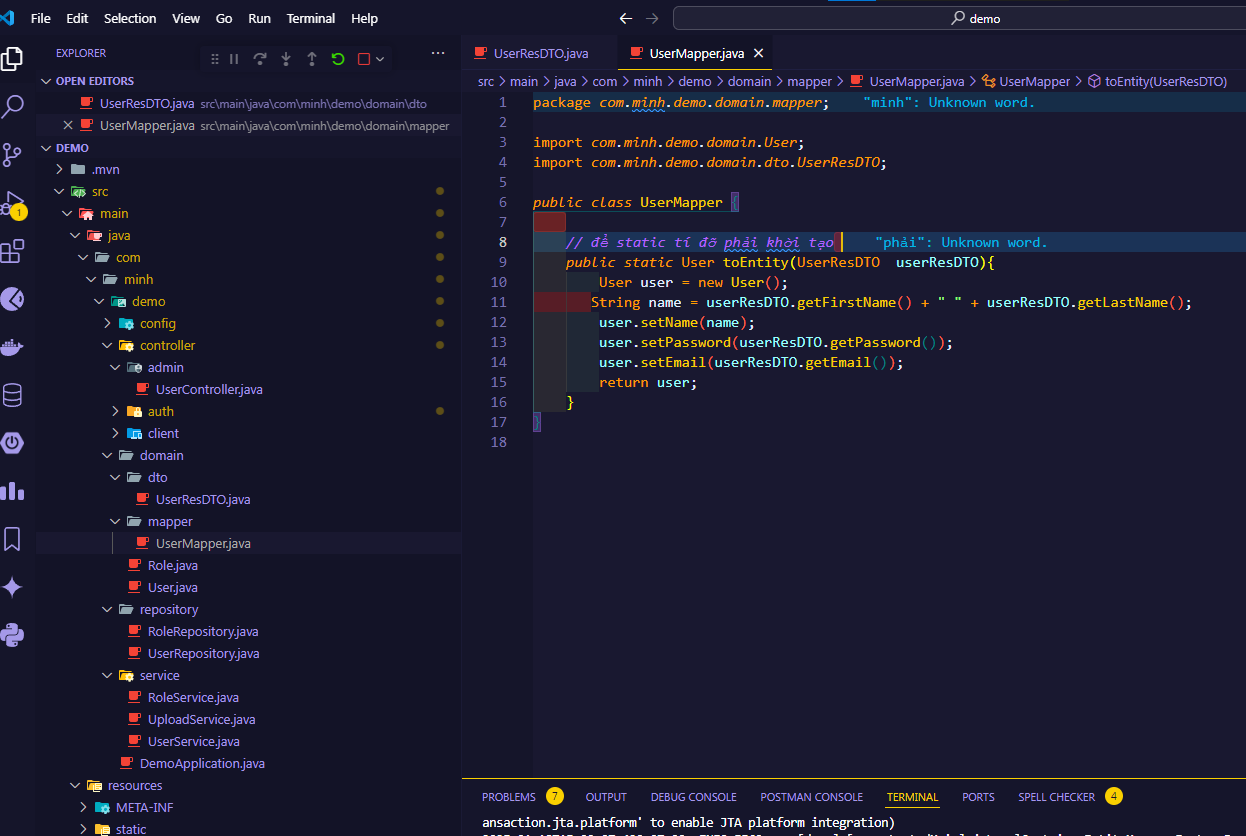 File Edit Selection View Go Run Terminal Help
demo
EXPLORER
OPEN EDITORS
UserResDTO.java src\main\java\com\minh\demo\domain\dto
UserMapper.java src\main\java\com\minh\demo\domain\mapper
DEMO
.mvn
src
main
java
com
minh
demo
config
controller
admin
UserController.java
auth
client
domain
dto
UserResDTO.java
mapper
UserMapper.java
Role.java
User.java
repository
RoleRepository.java
UserRepository.java
service
RoleService.java
UploadService.java
UserService.java
DemoApplication.java
resources
META-INF
static
1
UserResDTO.java UserMapper.java
src > main > java > com > minh > demo > domain > mapper > UserMapper.java > UserMapper > toEntity(UserResDTO)
1 package com.minh.demo.domain.mapper; "minh": Unknown word.
2
3 import com.minh.demo.domain.User;
4 import com.minh.demo.domain.dto.UserResDTO;
5
6 public class UserMapper {
7
8 // để static tí đỡ phải khởi tạo "phải": Unknown word.
9 public static User toEntity(UserResDTO userResDTO){
10 User user = new User();
11 String name = userResDTO.getFirstName() + " " + userResDTO.getLastName();
12 user.setName(name);
13 user.setPassword(userResDTO.getPassword());
14 user.setEmail(userResDTO.getEmail());
15 return user;
16 }
17 }
18
PROBLEMS 7 OUTPUT DEBUG CONSOLE POSTMAN CONSOLE TERMINAL PORTS SPELL CHECKER 4
ansaction.jta.platform' to enable JTA platform integration)